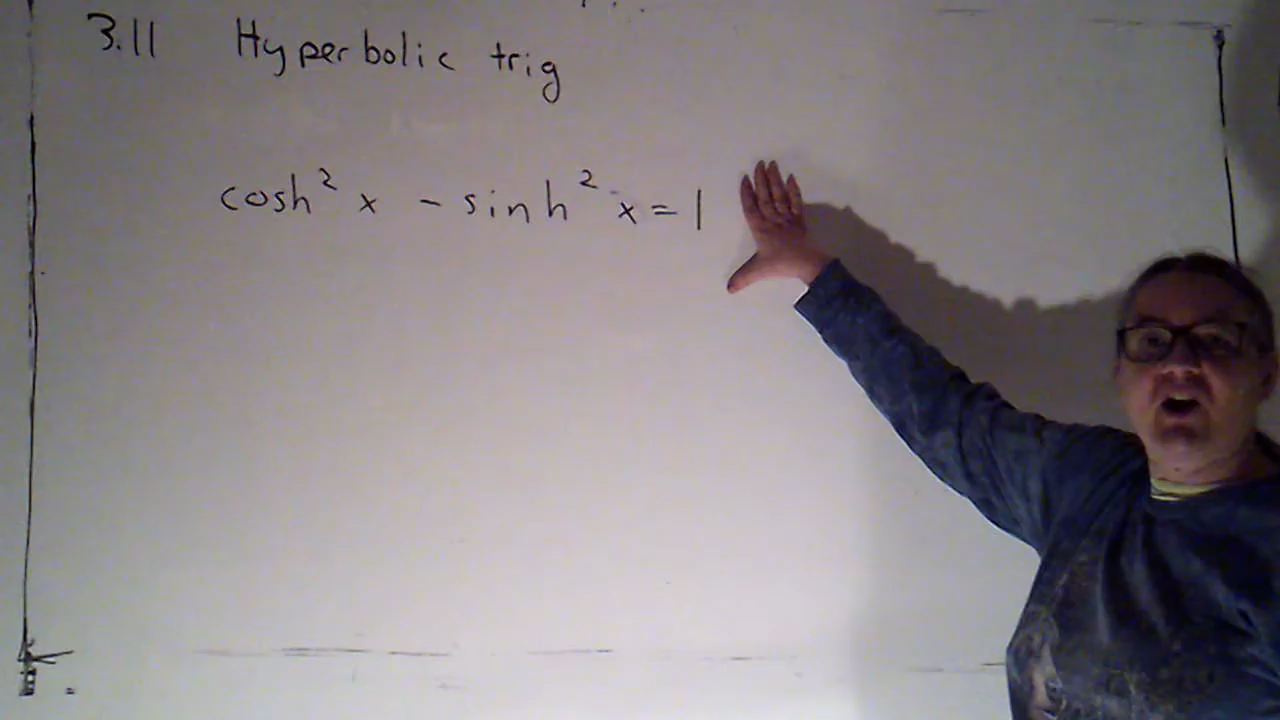 3.11 Hyperbolic trig
cosh² x - sinh² x = 1